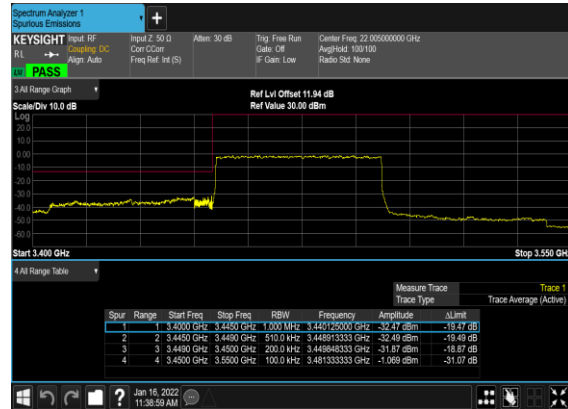 Spectrum Analyzer 1
Spurious Emissions
+
KEYSIGHT Input: RF Input Z: 50 Ω Atten: 30 dB Trig: Free Run Center Freq: 22.005000000 GHz
RL Coupling: DC Corr CCorr Gate: Off Avg|Hold: 100/100
Align: Auto Freq Ref: Int (S) IF Gain: Low Radio Std: None
LW PASS
3 All Range Graph Ref Lvl Offset 11.94 dB
Scale/Div 10.0 dB Ref Value 30.00 dBm
Log
20.0
10.0
0.00
-10.0
-20.0
-30.0
-40.0
-50.0
-60.0
Start 3.400 GHz Stop 3.550 GHz
4 All Range Table
Measure Trace Trace 1
Trace Type Trace Average (Active)
Spur Range Start Freq Stop Freq RBW Frequency Amplitude ΔLimit
1 1 3.4000 GHz 3.4450 GHz 1.000 MHz 3.440125000 GHz -32.47 dBm -19.47 dB
2 2 3.4450 GHz 3.4490 GHz 510.0 kHz 3.448913333 GHz -32.49 dBm -19.49 dB
3 3 3.4490 GHz 3.4500 GHz 200.0 kHz 3.449848333 GHz -31.87 dBm -18.87 dB
4 4 3.4500 GHz 3.5500 GHz 100.0 kHz 3.481333333 GHz -1.069 dBm -31.07 dB
? Jan 16, 2022
11:38:59 AM